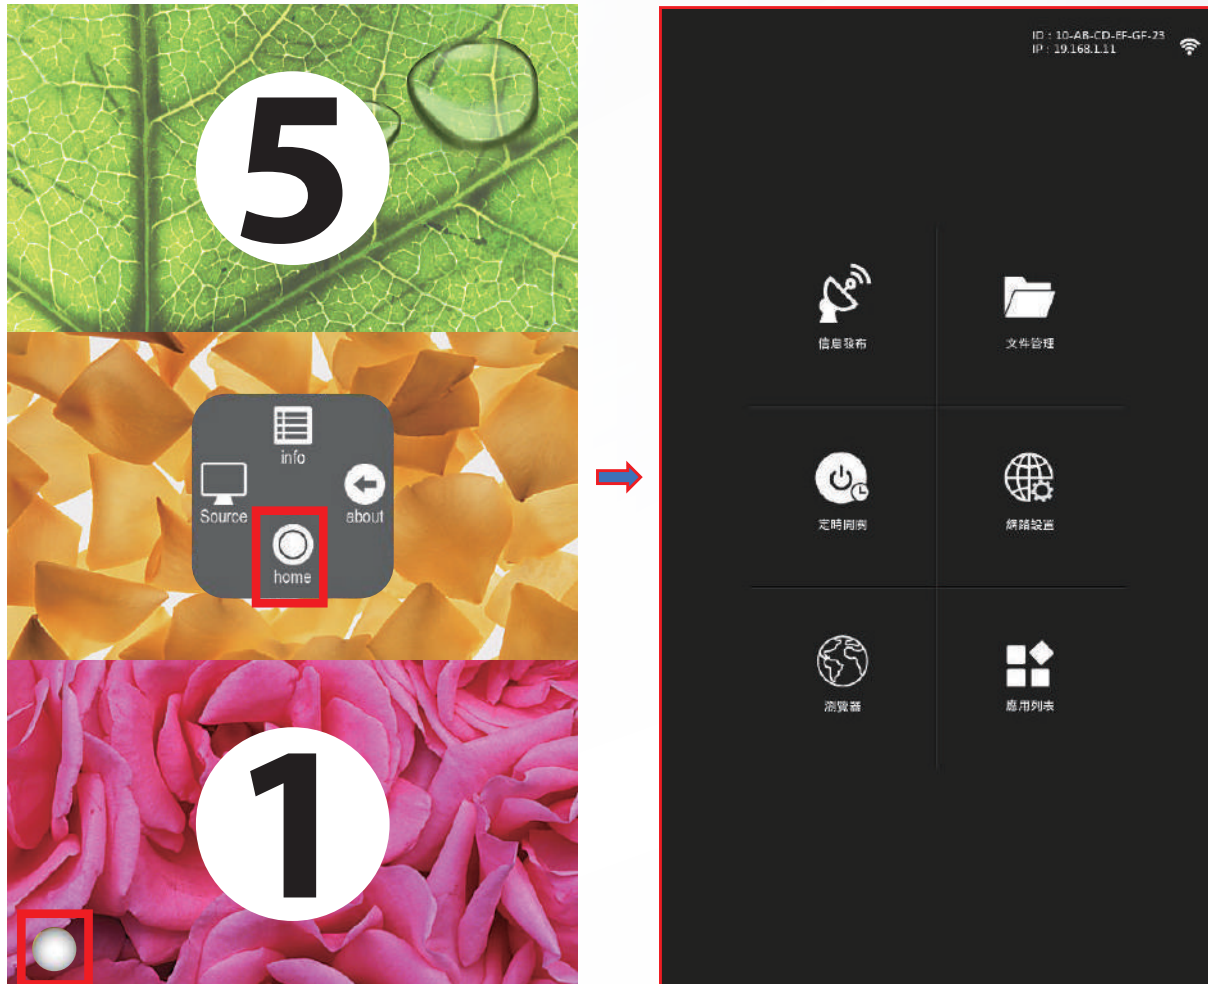 5
info
Source
about
home
1
ID : 10-AB-CD-EF-GF-23
IP : 19.168.1.11
信息發布
文件管理
定時開關
網絡設置
瀏覽器
應用列表